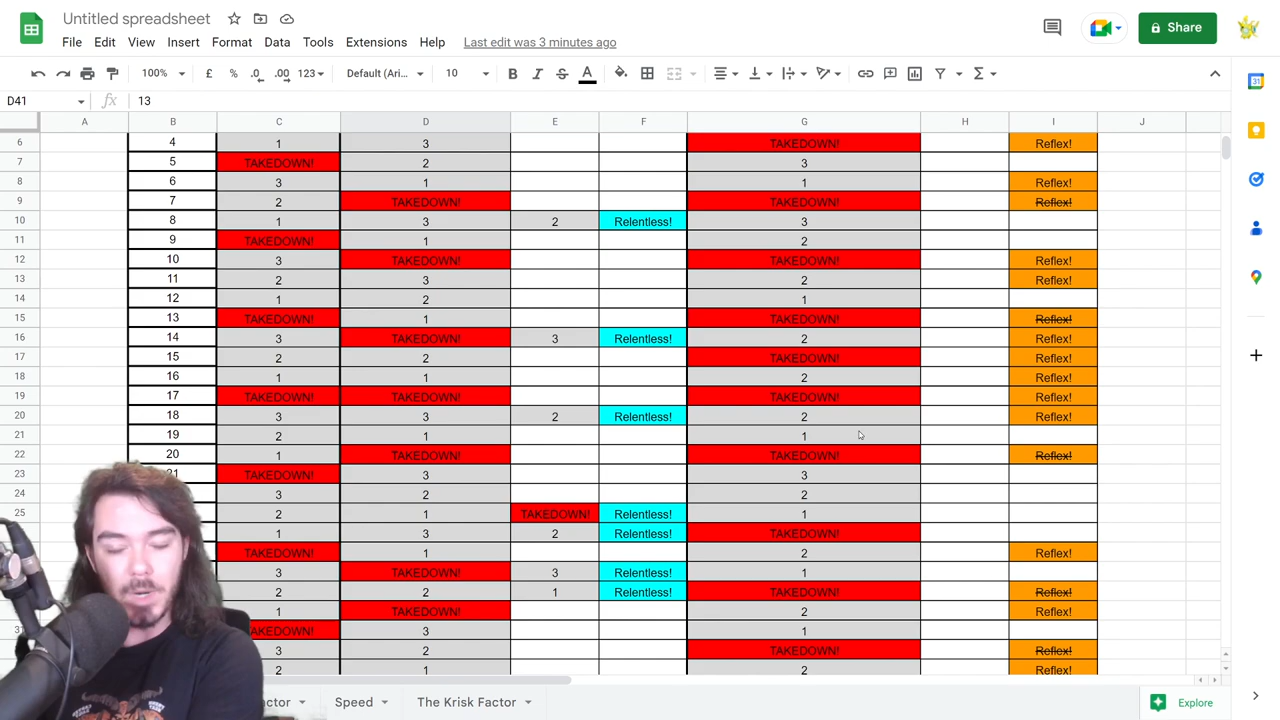 Untitled spreadsheet
File Edit View Insert Format Data Tools Extensions Help Last edit was 3 minutes ago
Share
100% £ % .0 .00 123 Default (Ari... 10 B I S A
D41 fx 13
A B C D E F G H I J
6 4 1 3 TAKEDOWN! Reflex!
7 5 TAKEDOWN! 2 3
8 6 3 1 1 Reflex!
9 7 2 TAKEDOWN! TAKEDOWN! Reflex!
10 8 1 3 2 Relentless! 3
11 9 TAKEDOWN! 1 2
12 10 3 TAKEDOWN! TAKEDOWN! Reflex!
13 11 2 3 2 Reflex!
14 12 1 2 1
15 13 TAKEDOWN! 1 TAKEDOWN! Reflex!
16 14 3 TAKEDOWN! 3 Relentless! 2 Reflex!
17 15 2 2 TAKEDOWN! Reflex!
18 16 1 1 2 Reflex!
19 17 TAKEDOWN! TAKEDOWN! TAKEDOWN! Reflex!
20 18 3 3 2 Relentless! 2 Reflex!
21 19 2 1 1
22 20 1 TAKEDOWN! TAKEDOWN! Reflex!
23 21 TAKEDOWN! 3 3
24 3 2 2
25 2 1 TAKEDOWN! Relentless! 1
1 3 2 Relentless! TAKEDOWN!
TAKEDOWN! 1 2 Reflex!
3 TAKEDOWN! 3 Relentless! 1
2 2 1 Relentless! TAKEDOWN! Reflex!
1 TAKEDOWN! 2 Reflex!
TAKEDOWN! 3 1
3 2 TAKEDOWN! Reflex!
2 1 2 Reflex!
Speed The Krisk Factor Explore